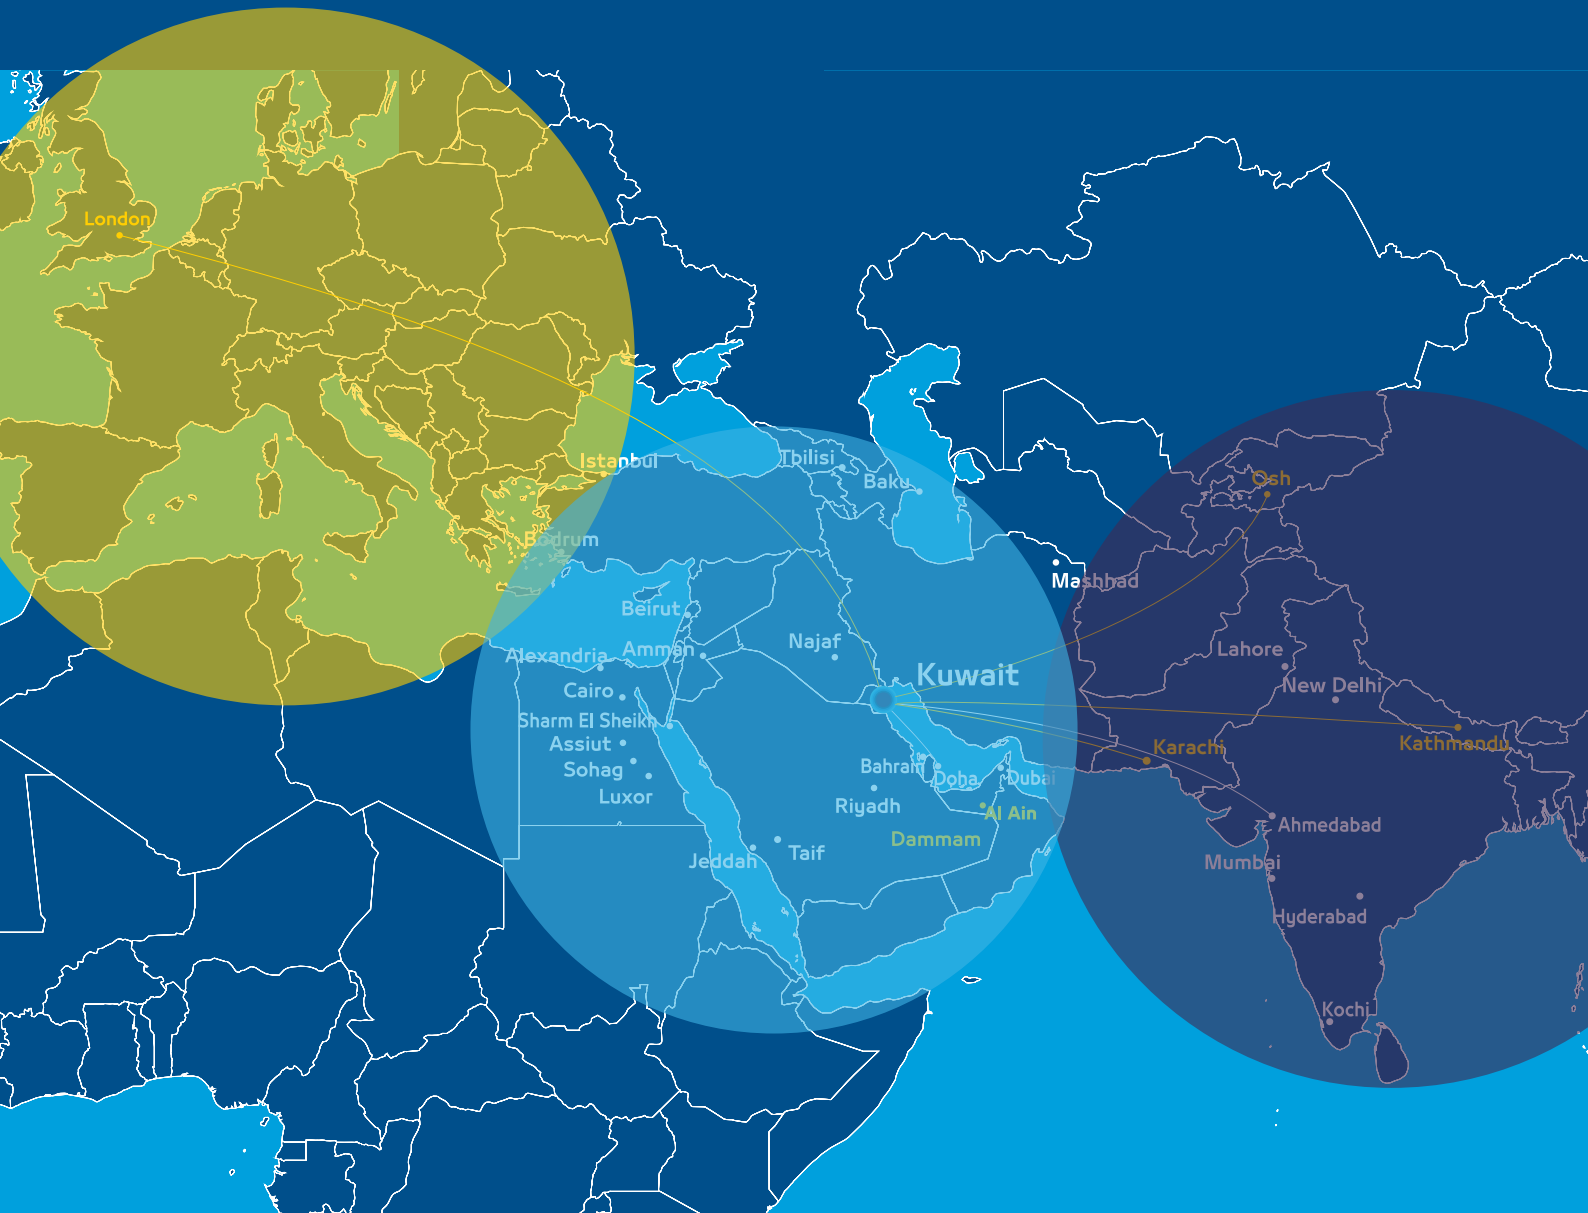 London
Istanbul
Tbilisi
Baku
Osh
Bodrum
Mashhad
Beirut
Najaf
Amman
Alexandria
Lahore
Kuwait
New Delhi
Cairo
Sharm El Sheikh
Assiut
Kathmandu
Karachi
Sohag
Bahrain
Doha
Dubai
Luxor
Riyadh
Al Ain
Ahmedabad
Dammam
Taif
Jeddah
Mumbai
Hyderabad
Kochi